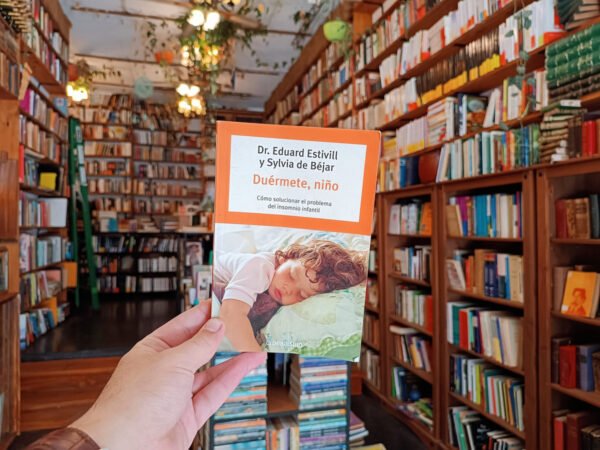 Dr. Eduard Estivill
y Sylvia de Béjar
Duérmete, niño
Cómo solucionar el problema
del insomnio infantil